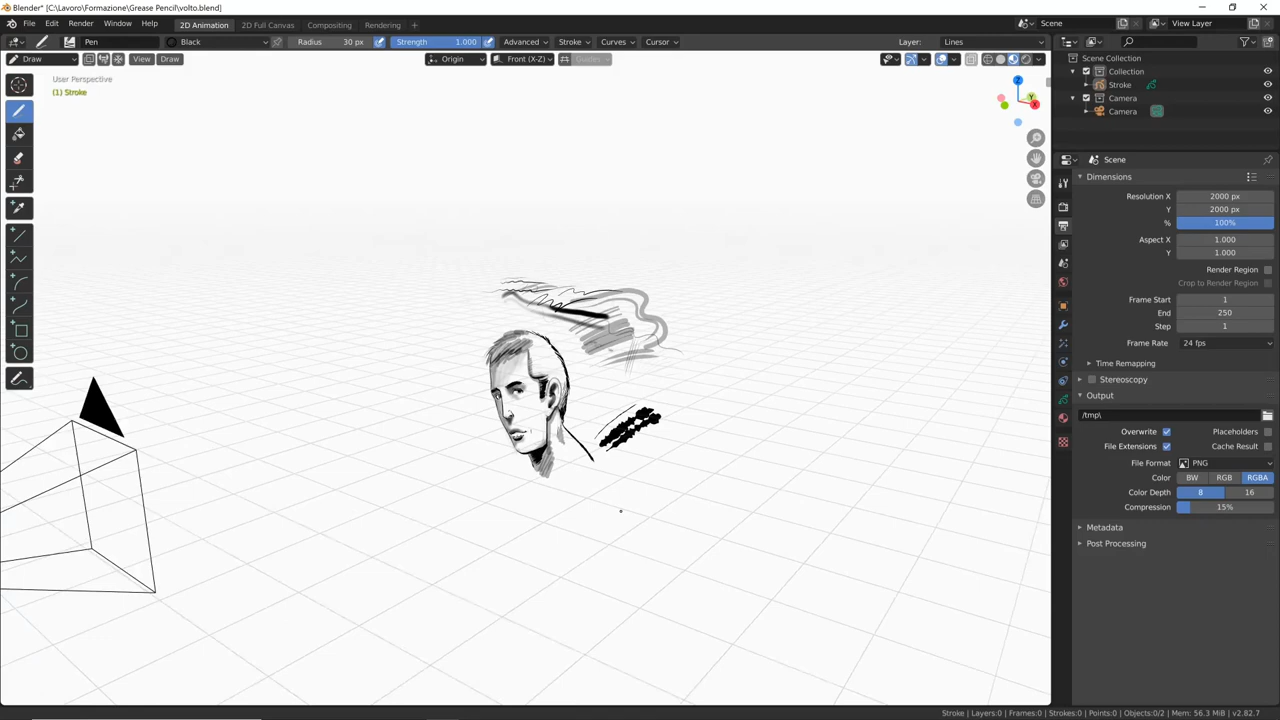 Blender* [C:\Lavoro\Formazione\Grease Pencil\volto.blend]
File Edit Render Window Help 2D Animation 2D Full Canvas Compositing Rendering + Scene View Layer
Pen Black Radius 30 px Strength 1.000 Advanced Stroke Curves Cursor Layer: Lines
Draw View Draw Origin Front (X-Z) Guides
User Perspective
(1) Stroke
Z
Y
X
Scene Collection
Collection
Stroke
Camera
Camera
Scene
Dimensions
Resolution X 2000 px
Y 2000 px
% 100%
Aspect X 1.000
Y 1.000
Render Region
Crop to Render Region
Frame Start 1
End 250
Step 1
Frame Rate 24 fps
Time Remapping
Stereoscopy
Output
/tmp\
Overwrite Placeholders
File Extensions Cache Result
File Format PNG
Color BW RGB RGBA
Color Depth 8 16
Compression 15%
Metadata
Post Processing
Stroke | Layers:0 | Frames:0 | Strokes:0 | Points:0 | Objects:0/2 | Mem: 56.3 MiB | v2.82.7